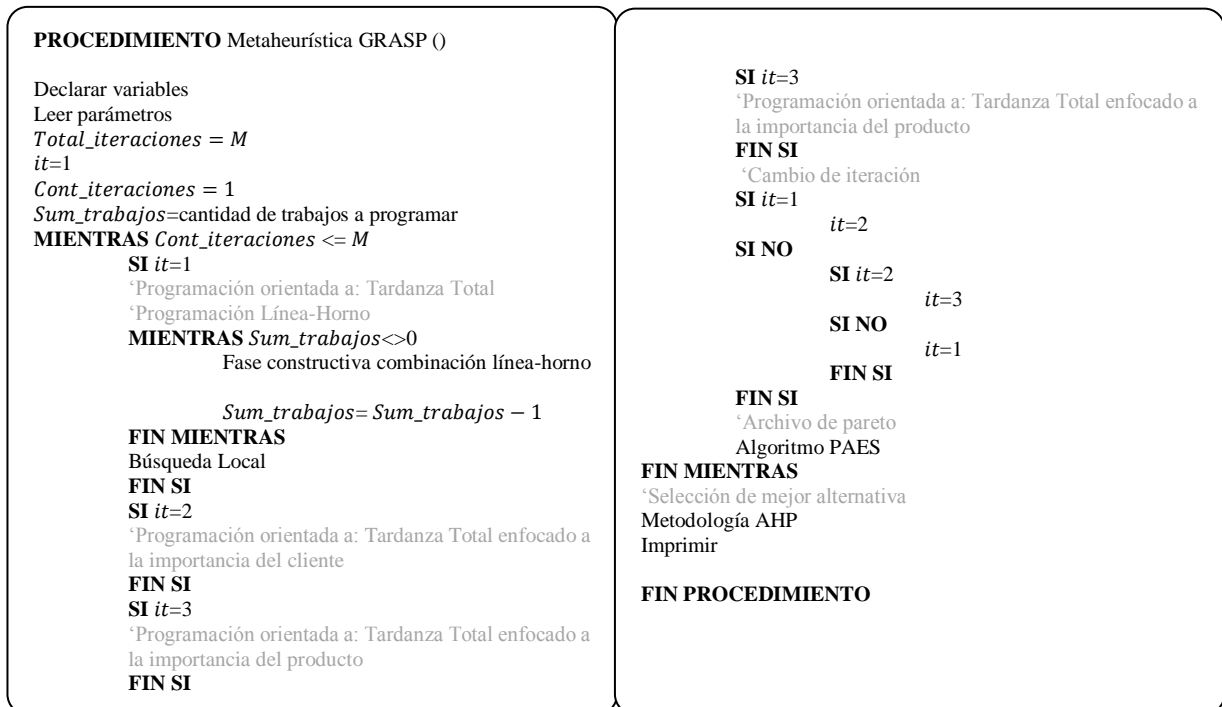 PROCEDIMIENTO Metaheurística GRASP ()
Declarar variables
Leer parámetros
Total_iteraciones = M
it=1
Cont_iteraciones = 1
Sum_trabajos=cantidad de trabajos a programar
MIENTRAS Cont_iteraciones <= M
SI it=1
‘Programación orientada a: Tardanza Total
‘Programación Línea-Horno
MIENTRAS Sum_trabajos<>0
Fase constructiva combinación línea-horno
Sum_trabajos= Sum_trabajos − 1
FIN MIENTRAS
Búsqueda Local
FIN SI
SI it=2
‘Programación orientada a: Tardanza Total enfocado a
la importancia del cliente
FIN SI
SI it=3
‘Programación orientada a: Tardanza Total enfocado a
la importancia del producto
FIN SI
SI it=3
‘Programación orientada a: Tardanza Total enfocado a
la importancia del producto
FIN SI
‘Cambio de iteración
SI it=1
it=2
SI NO
SI it=2
it=3
SI NO
it=1
FIN SI
FIN SI
‘Archivo de pareto
Algoritmo PAES
FIN MIENTRAS
‘Selección de mejor alternativa
Metodología AHP
Imprimir
FIN PROCEDIMIENTO